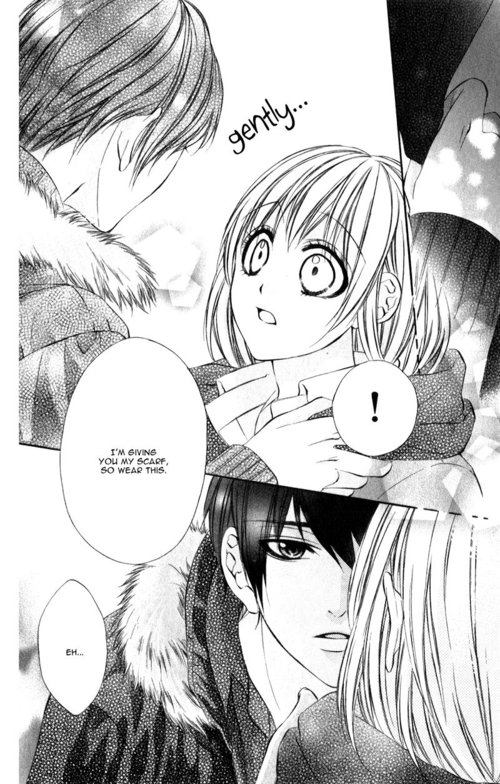 gently...
!
I'M GIVING
YOU MY SCARF,
SO WEAR THIS.
EH...